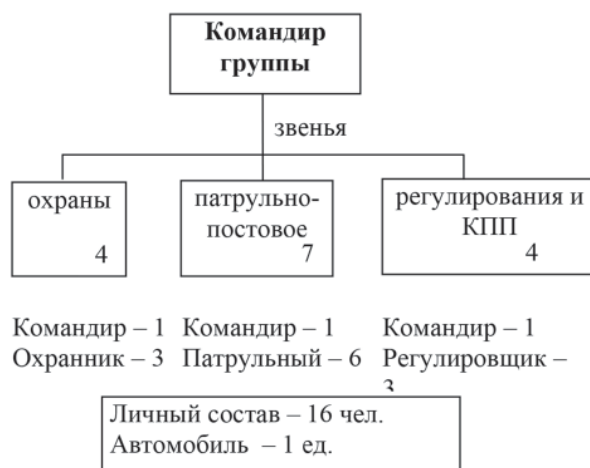 Командир
группы
звенья
охраны
4
патрульно-
постовое
7
регулирования и
КПП
4
Командир – 1
Охранник – 3
Командир – 1
Патрульный – 6
Командир – 1
Регулировщик –
3
Личный состав – 16 чел.
Автомобиль – 1 ед.